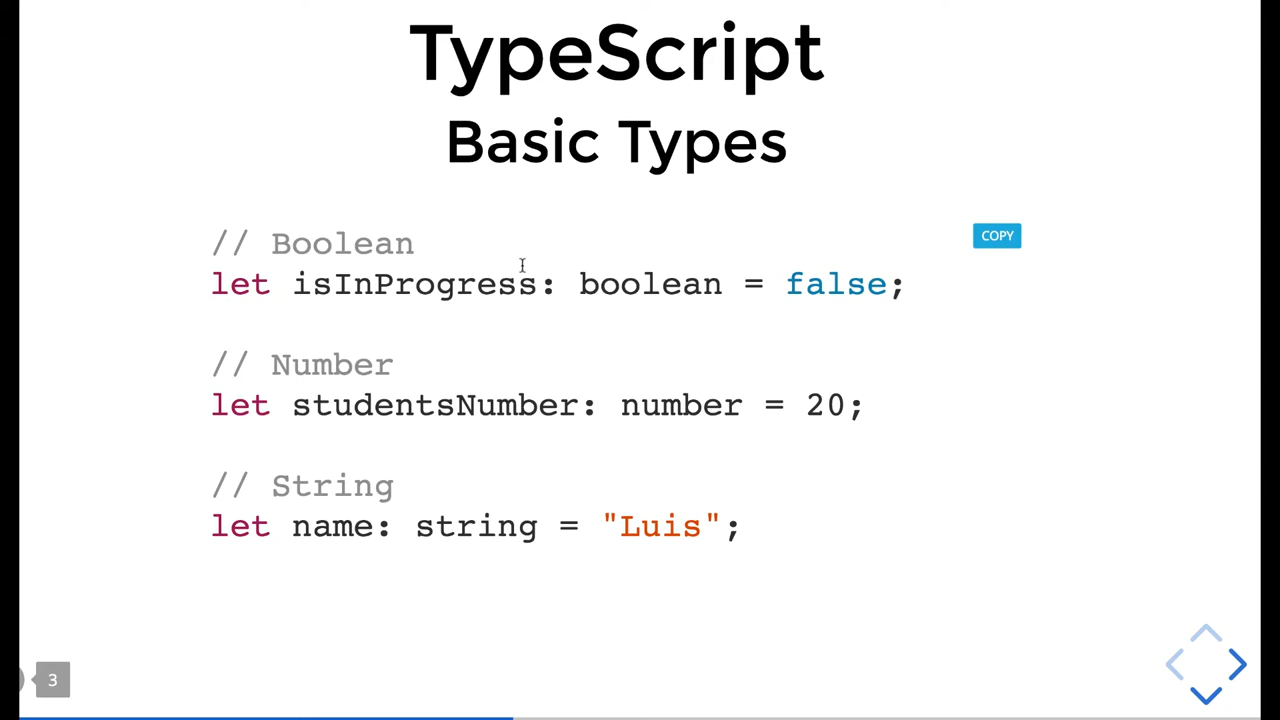 TypeScript
Basic Types
// Boolean
COPY
let isInProgress: boolean = false;
// Number
let studentsNumber: number = 20;
// String
let name: string = "Luis";
3